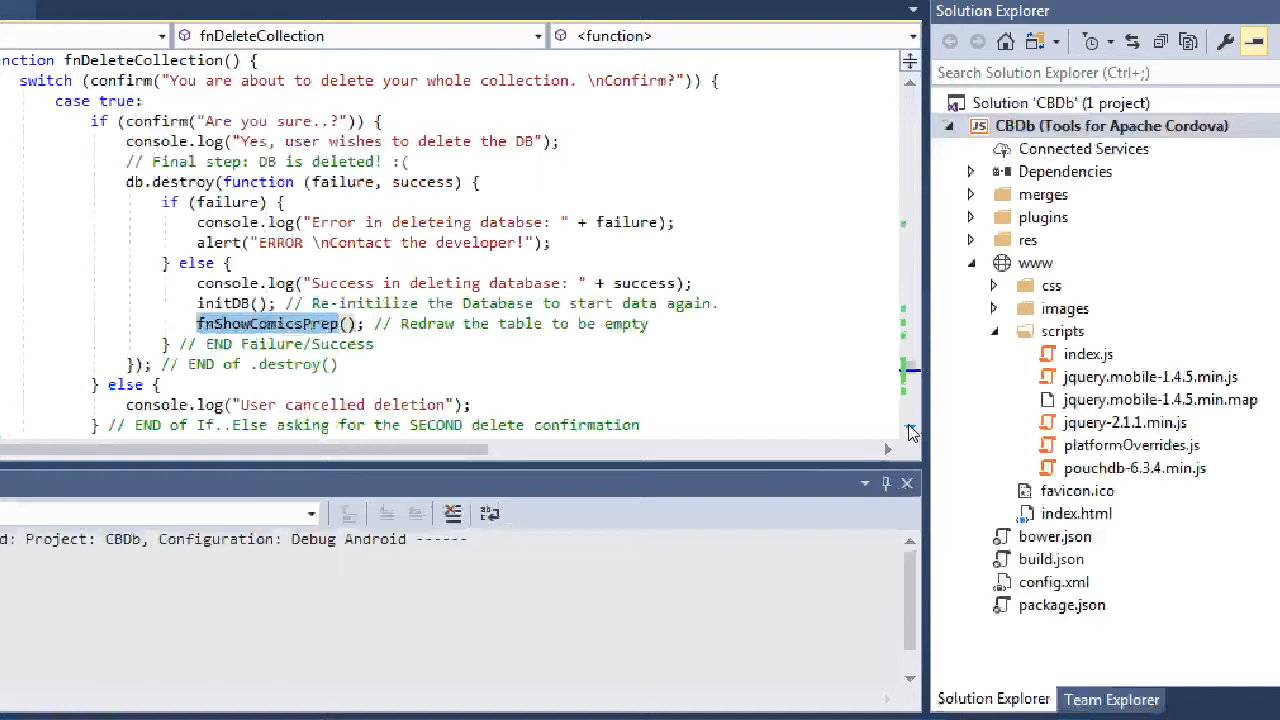 fnDeleteCollection
<function>
nction fnDeleteCollection() {
switch (confirm("You are about to delete your whole collection. \nConfirm?")) {
case true:
if (confirm("Are you sure..?")) {
console.log("Yes, user wishes to delete the DB");
// Final step: DB is deleted! :(
db.destroy(function (failure, success) {
if (failure) {
console.log("Error in deleteing databse: " + failure);
alert("ERROR \nContact the developer!");
} else {
console.log("Success in deleting database: " + success);
initDB(); // Re-initilize the Database to start data again.
fnShowComicsPrep(); // Redraw the table to be empty
} // END Failure/Success
}); // END of .destroy()
} else {
console.log("User cancelled deletion");
} // END of If..Else asking for the SECOND delete confirmation
d: Project: CBDb, Configuration: Debug Android ------
Solution Explorer
Search Solution Explorer (Ctrl+;)
Solution 'CBDb' (1 project)
JS CBDb (Tools for Apache Cordova)
Connected Services
Dependencies
merges
plugins
res
www
css
images
scripts
index.js
jquery.mobile-1.4.5.min.js
jquery.mobile-1.4.5.min.map
jquery-2.1.1.min.js
platformOverrides.js
pouchdb-6.3.4.min.js
favicon.ico
index.html
bower.json
build.json
config.xml
package.json
Solution Explorer
Team Explorer